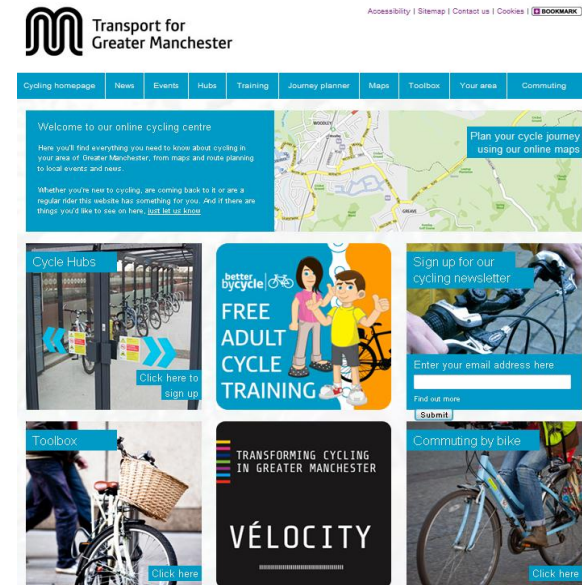 Accessibility | Sitemap | Contact us | Cookies | BOOKMARK
Transport for
Greater Manchester
Cycling homepage News Events Hubs Training Journey planner Maps Toolbox Your area Commuting
Welcome to our online cycling centre
Here you'll find everything you need to know about cycling in
your area of Greater Manchester, from maps and route planning
to local events and news.
Whether you're new to cycling, are coming back to it or are a
regular rider this website has something for you. And if there are
things you'd like to see on here, just let us know
WOODLEY
GREAVE
Plan your cycle journey
using our online maps
Cycle Hubs
Click here to
sign up
better
bycycle
FREE
ADULT
CYCLE
TRAINING
Sign up for our
cycling newsletter
Enter your email address here
Find out more
Submit
Toolbox
Click here
TRANSFORMING CYCLING
IN GREATER MANCHESTER
VÉLOCITY
Commuting by bike
Click here